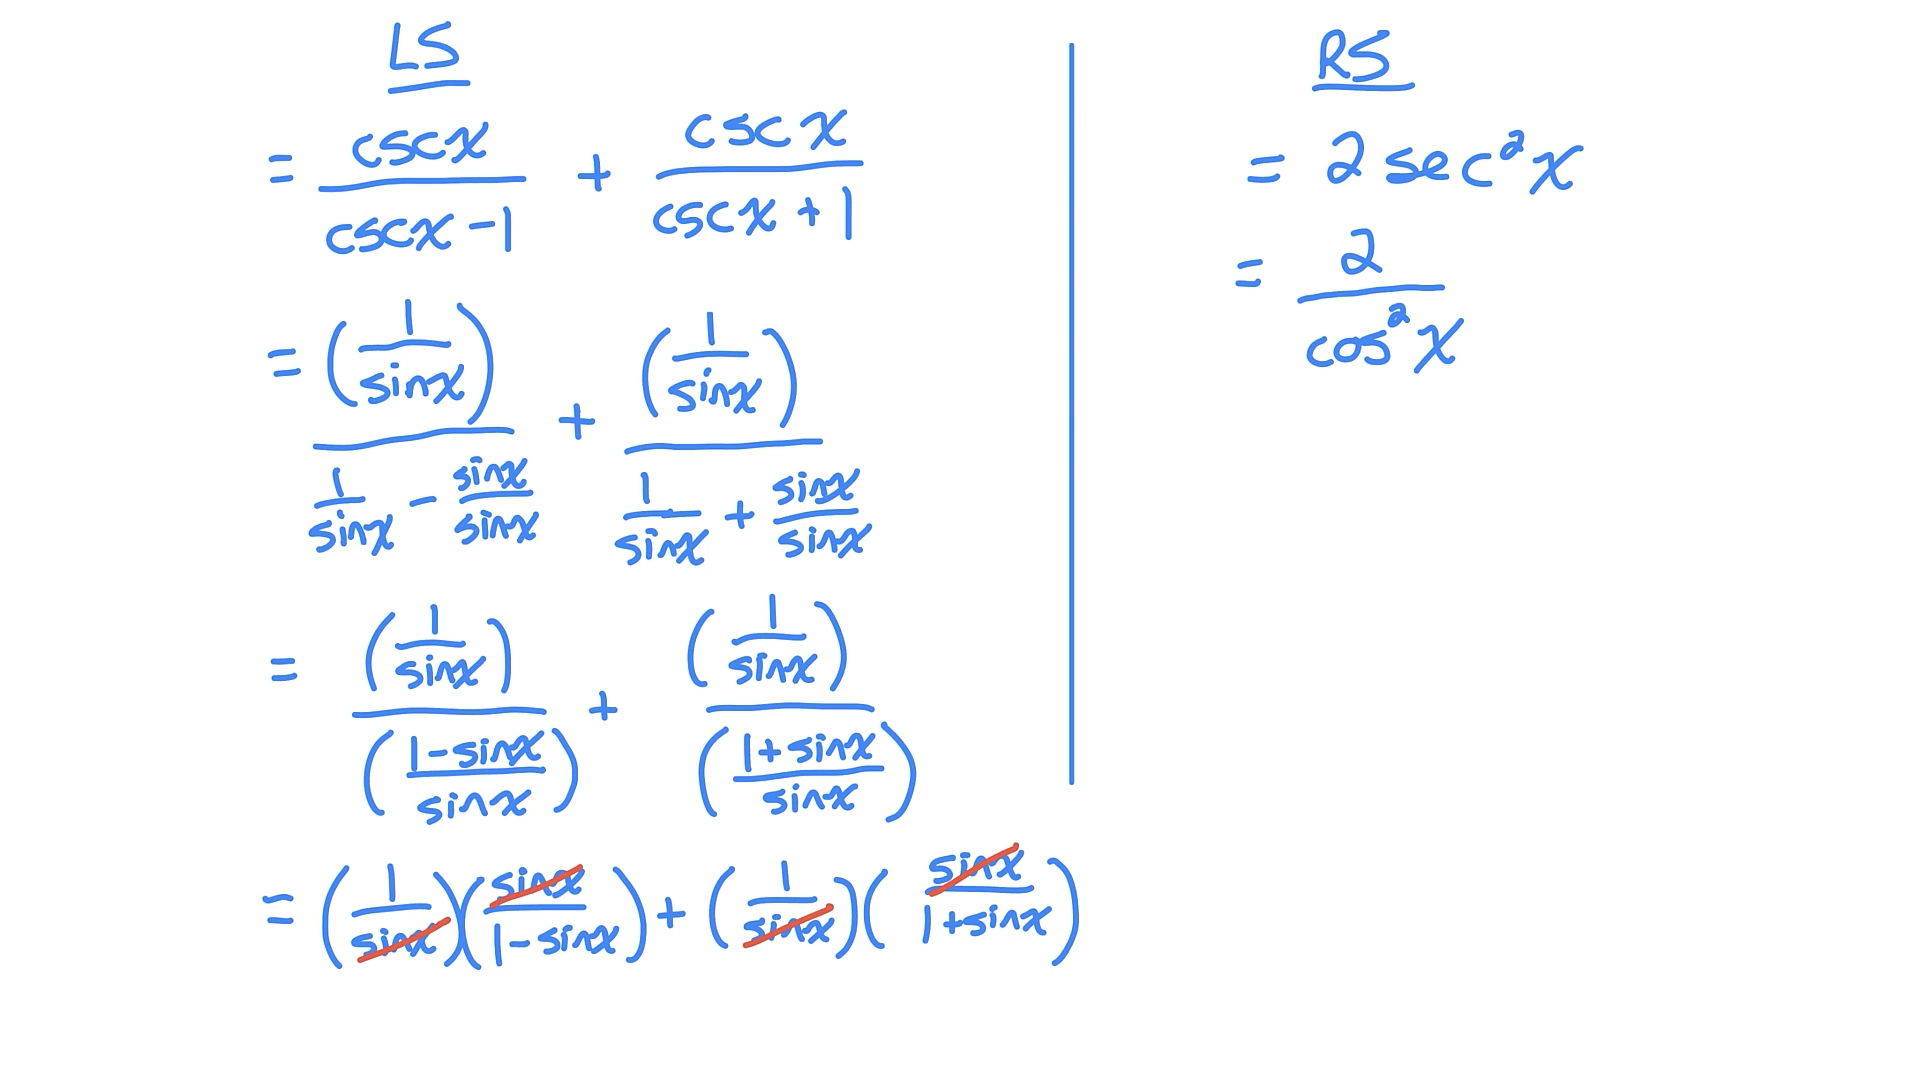 LS
= cscx/(cscx - 1) + cscx/(cscx + 1)
= (1/sinx)/(1/sinx - sinx/sinx) + (1/sinx)/(1/sinx + sinx/sinx)
= (1/sinx)/((1 - sinx)/sinx) + (1/sinx)/((1 + sinx)/sinx)
= (1/sinx)(sinx/(1 - sinx)) + (1/sinx)(sinx/(1 + sinx))
RS
= 2 sec²x
= 2/cos²x